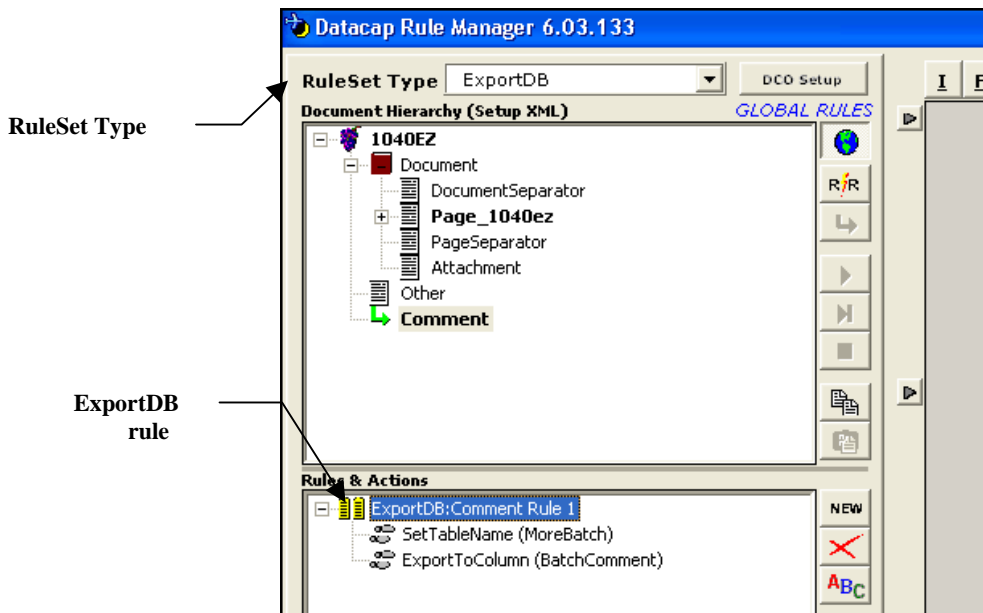 Datacap Rule Manager 6.03.133
RuleSet Type ExportDB DCO Setup I
RuleSet Type
Document Hierarchy (Setup XML) GLOBAL RULES
1040EZ
Document
DocumentSeparator
R/R
Page_1040ez
PageSeparator
Attachment
Other
Comment
ExportDB
rule
Rules & Actions
ExportDB:Comment Rule 1 NEW
SetTableName (MoreBatch)
ExportToColumn (BatchComment)
ABC